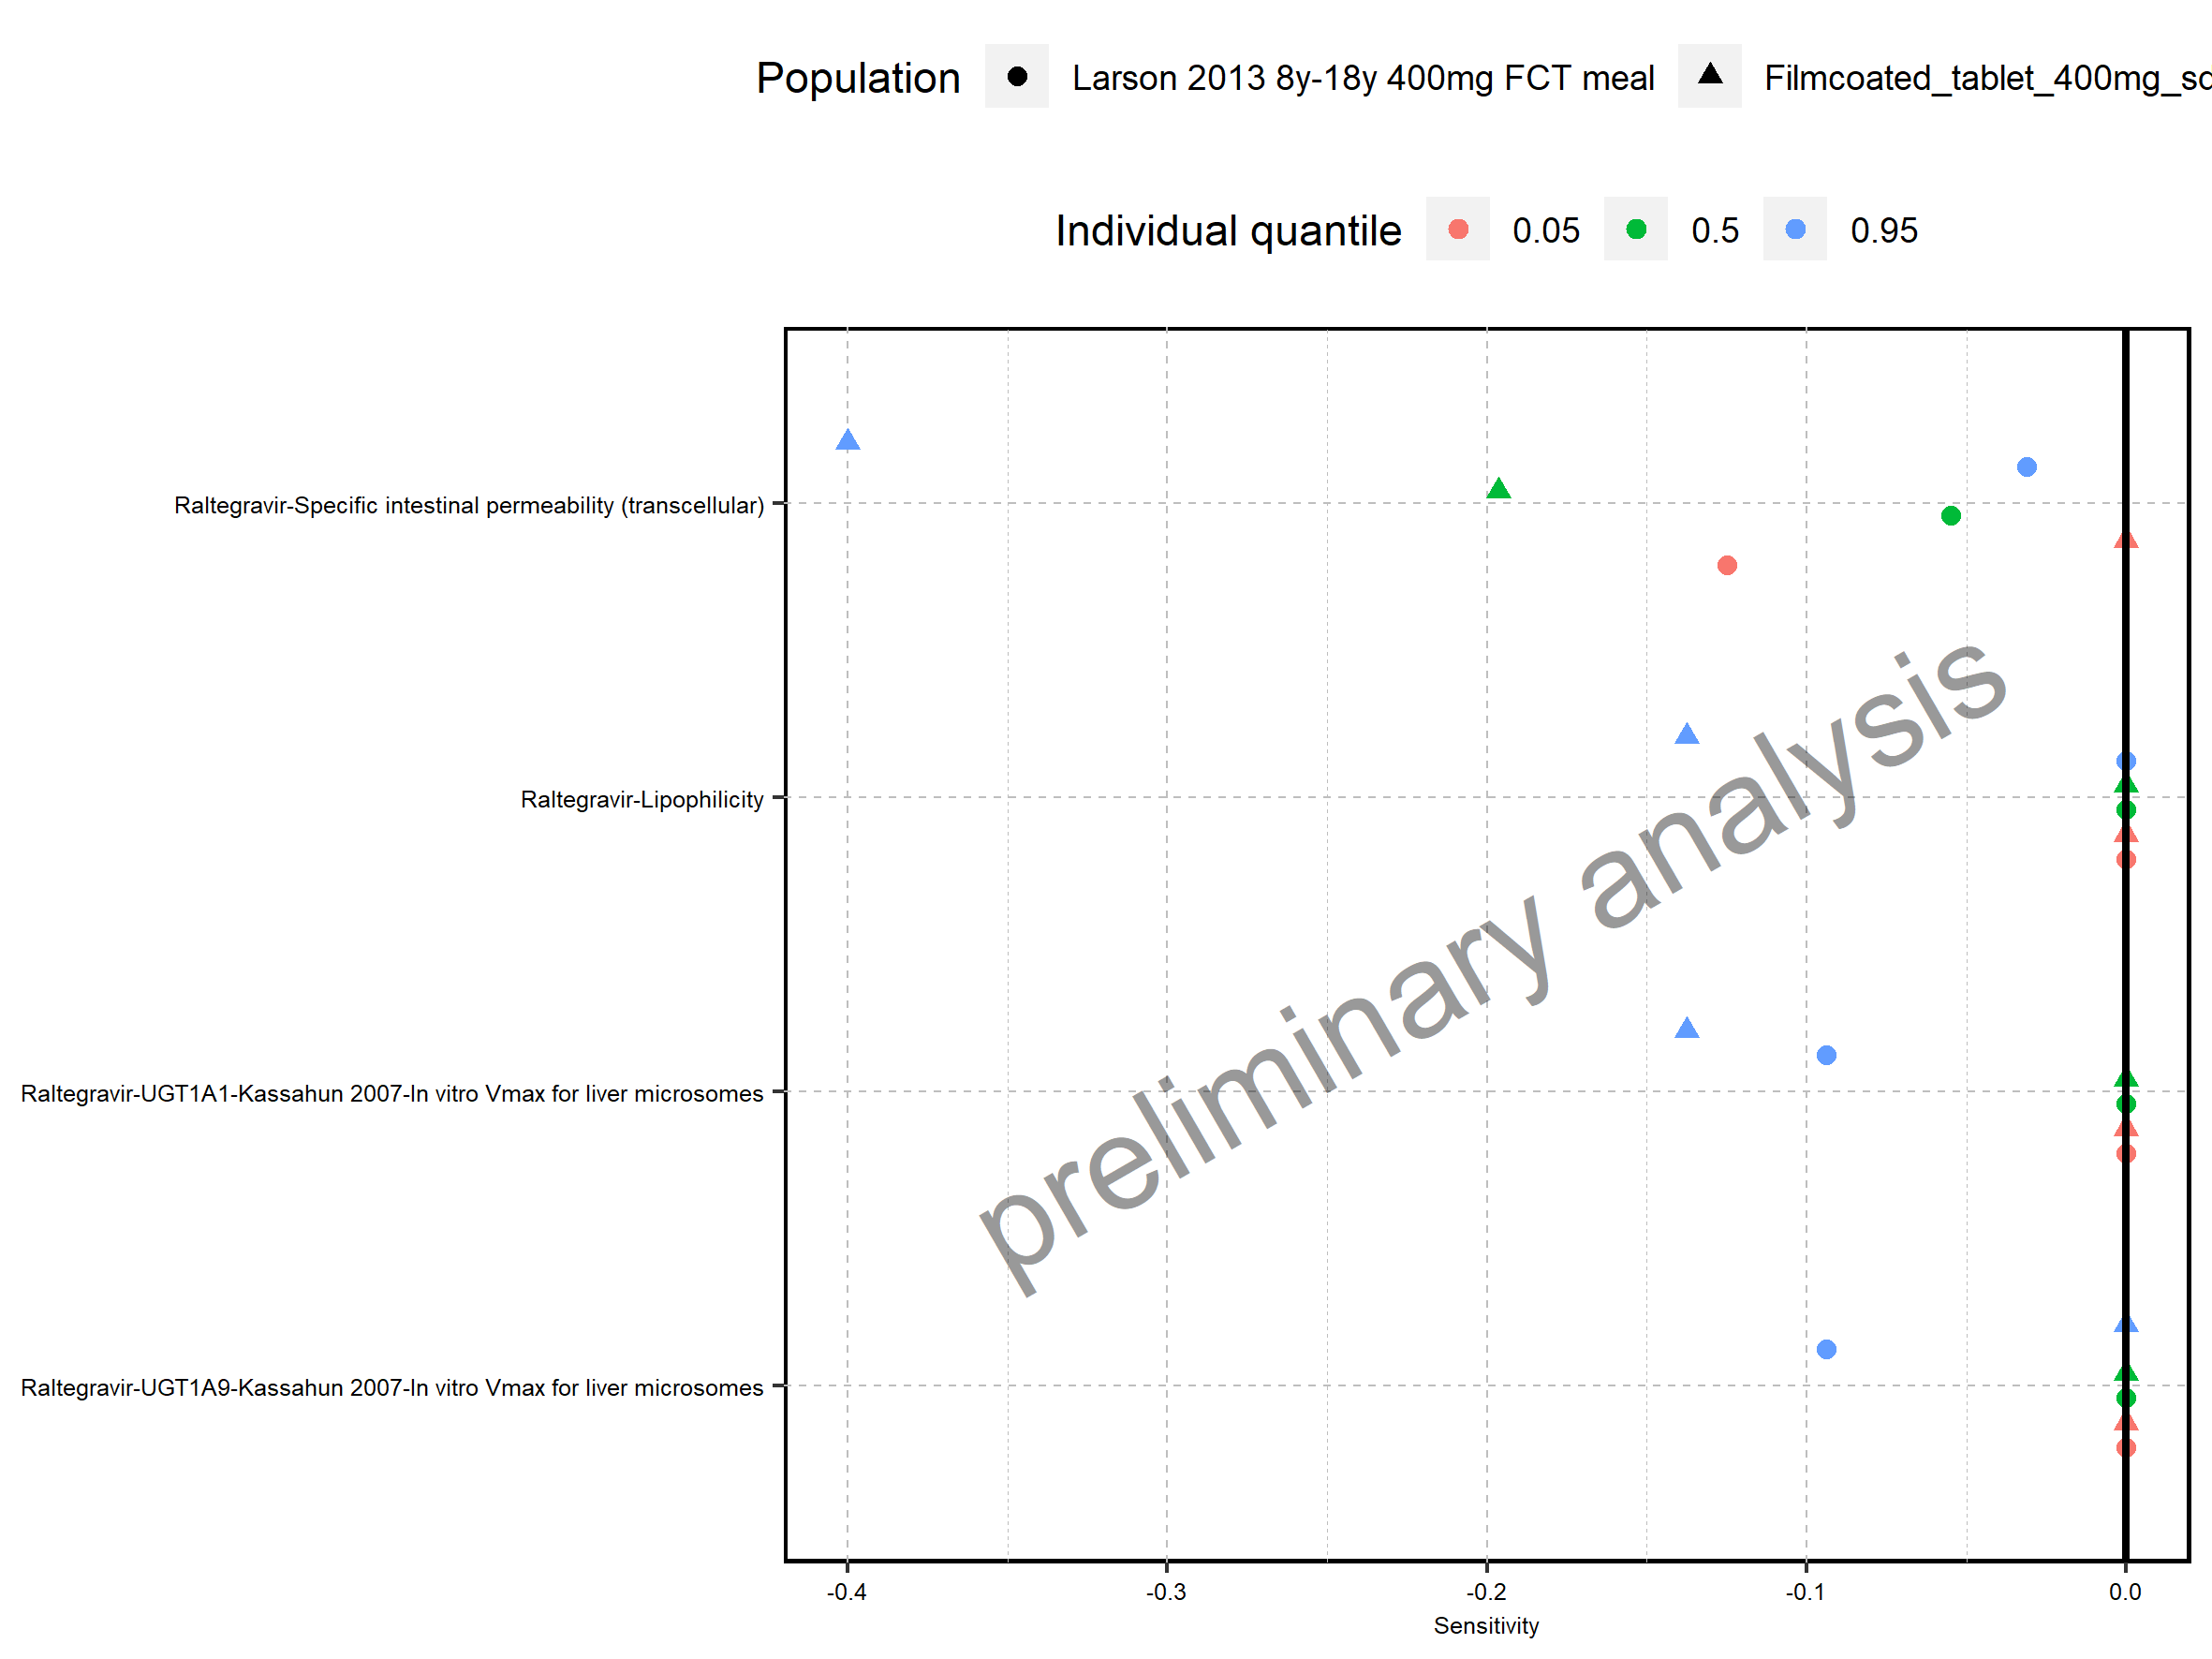 Population Larson 2013 8y-18y 400mg FCT meal Filmcoated_tablet_400mg_sd
Individual quantile 0.05 0.5 0.95
Raltegravir-Specific intestinal permeability (transcellular)
Raltegravir-Lipophilicity
Raltegravir-UGT1A1-Kassahun 2007-In vitro Vmax for liver microsomes
Raltegravir-UGT1A9-Kassahun 2007-In vitro Vmax for liver microsomes
preliminary analysis
-0.4 -0.3 -0.2 -0.1 0.0
Sensitivity